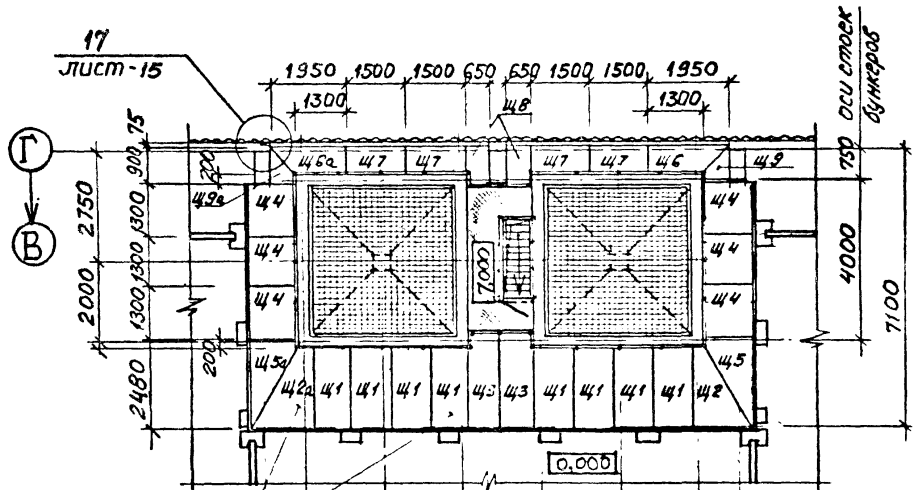 17
лист-15
1950 1500 1500 650 650 1500 1500 1950
1300 1300
оси стоек
бункеров
щ8
Г
В
75
900
200
2750
2000
1300
1300
1300
200
2480
750
4000
7100
щ6а щ7 щ7 щ7 щ7 щ6 щ9
щ9а
щ4 щ4
щ4 щ4
щ4 щ4
7,000
щ5а щ2а щ1 щ1 щ1 щ1 щ3 щ3 щ1 щ1 щ1 щ1 щ2 щ5
0,000